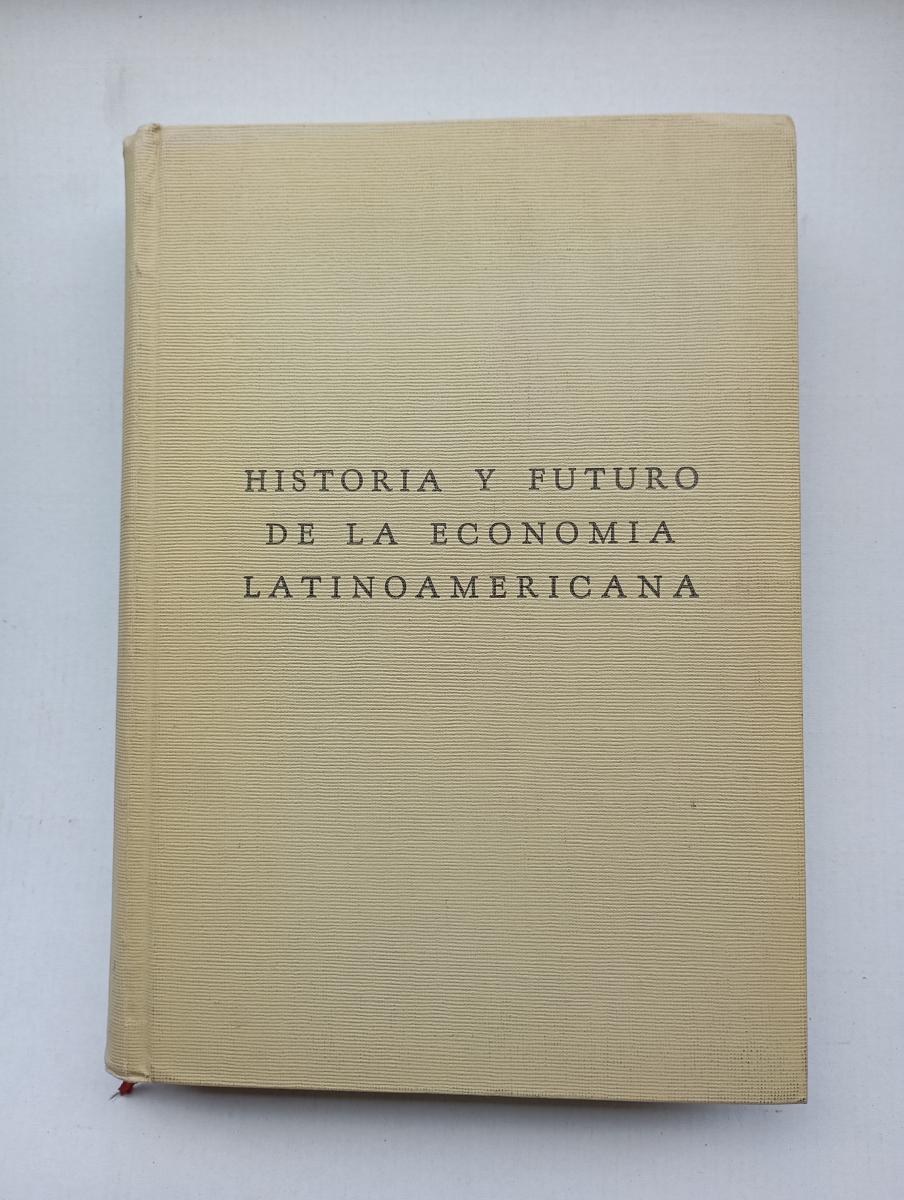 HISTORIA Y FUTURO
DE LA ECONOMIA
LATINOAMERICANA